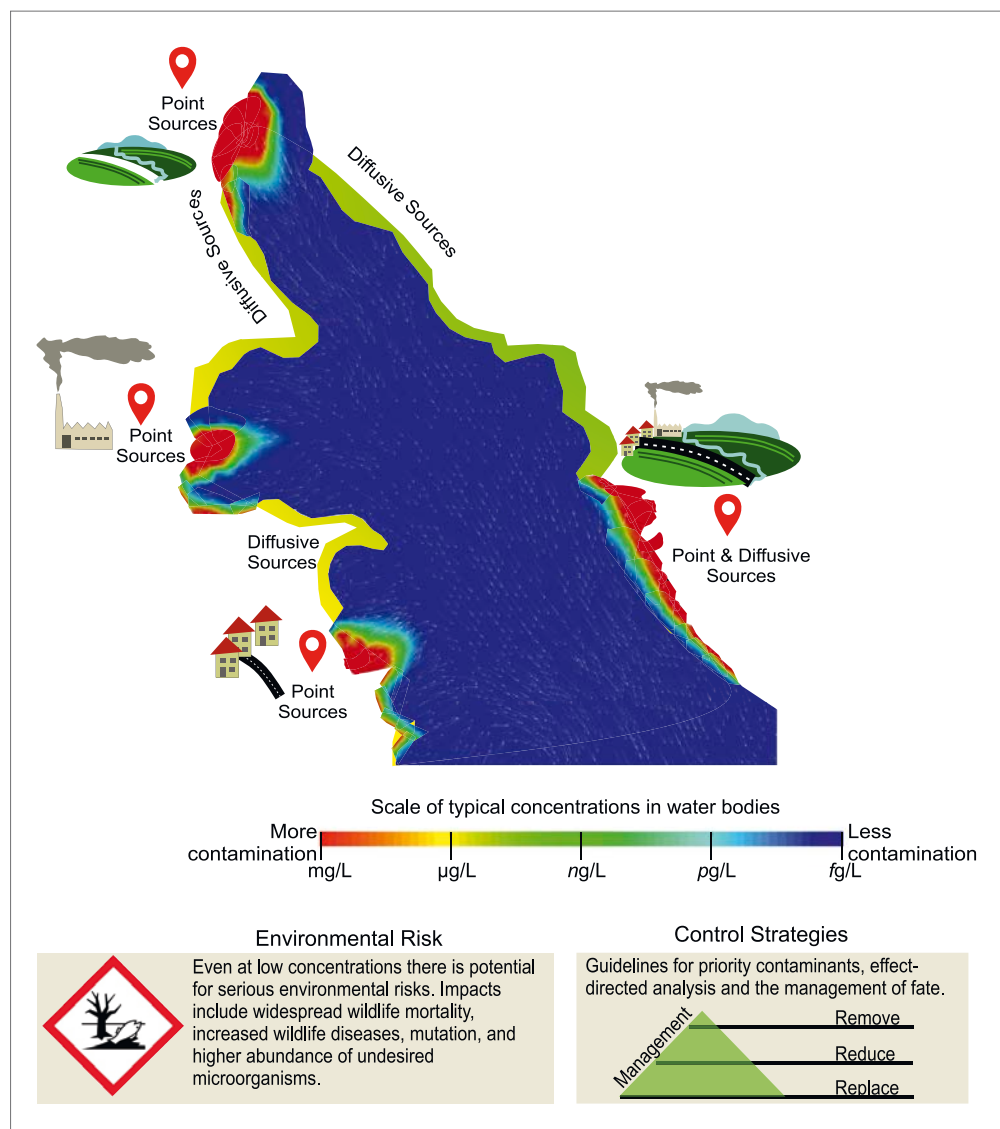 Point
Sources
Diffusive Sources
Diffusive Sources
Point
Sources
Point & Diffusive
Sources
Diffusive
Sources
Point
Sources
Scale of typical concentrations in water bodies
More
contamination
Less
contamination
mg/L
µg/L
ng/L
pg/L
fg/L
Environmental Risk
Even at low concentrations there is potential
for serious environmental risks. Impacts
include widespread wildlife mortality,
increased wildlife diseases, mutation, and
higher abundance of undesired
microorganisms.
Control Strategies
Guidelines for priority contaminants, effect-
directed analysis and the management of fate.
Management
Remove
Reduce
Replace